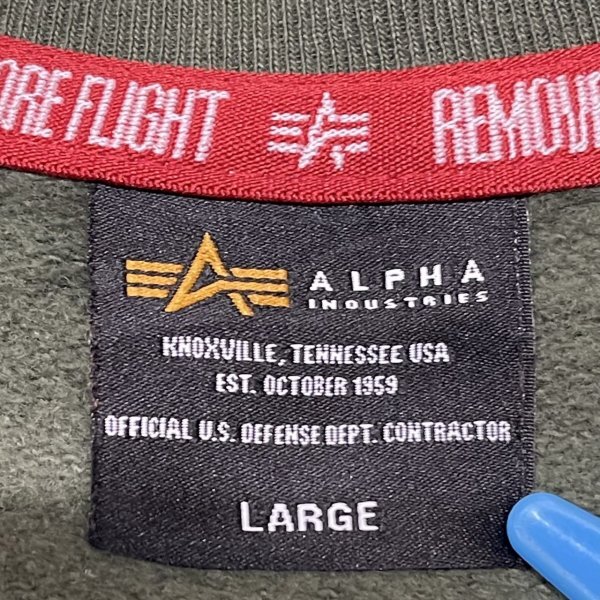 ORE FLIGHT REMOV
ALPHA
INDUSTRIES
KNOXVILLE, TENNESSEE USA
EST. OCTOBER 1959
OFFICIAL U.S. DEFENSE DEPT. CONTRACTOR
LARGE